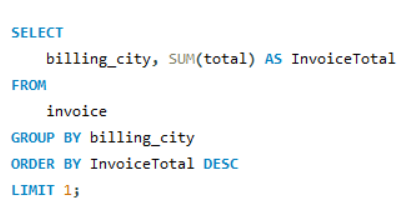 SELECT
    billing_city, SUM(total) AS InvoiceTotal
FROM
    invoice
GROUP BY billing_city
ORDER BY InvoiceTotal DESC
LIMIT 1;